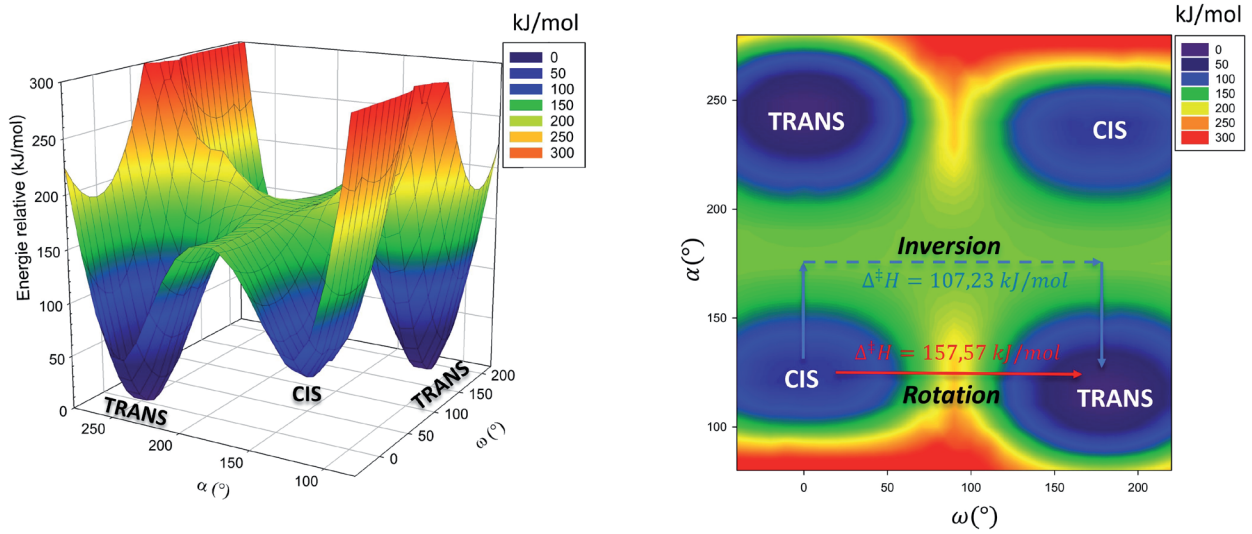 kJ/mol
0
50
100
150
200
250
300
Energie relative (kJ/mol)
300
250
200
150
100
50
0
250
200
150
100
α (°)
0
50
100
150
200
ω (°)
TRANS
CIS
TRANS
kJ/mol
0
50
100
150
200
250
300
α(°)
250
200
150
100
TRANS
CIS
Inversion
Δ‡H = 107,23 kJ/mol
Δ‡H = 157,57 kJ/mol
CIS
Rotation
TRANS
0
50
100
150
200
ω(°)